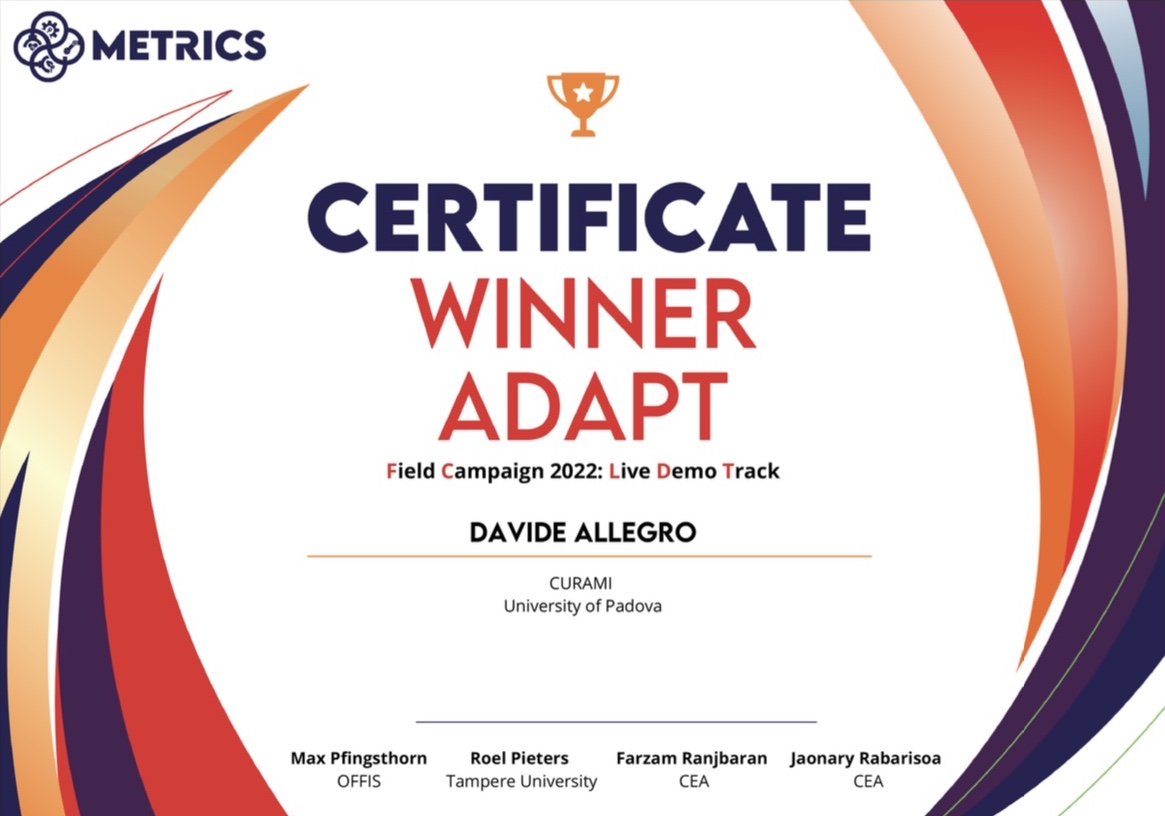 METRICS
CERTIFICATE
WINNER
ADAPT
Field Campaign 2022: Live Demo Track
DAVIDE ALLEGRO
CURAMI
University of Padova
Max Pfingsthorn Roel Pieters Farzam Ranjbaran Jaonary Rabarisoa
OFFIS Tampere University CEA CEA